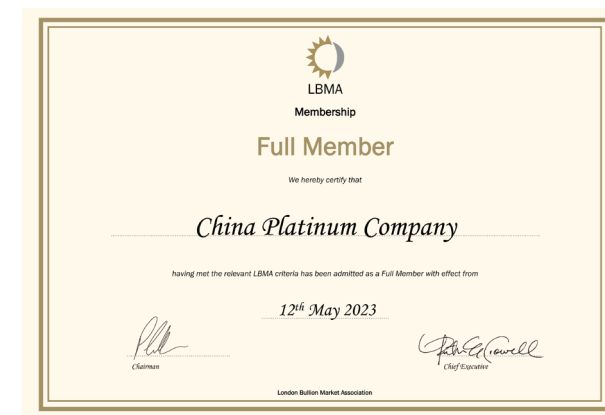 LBMA
Membership
Full Member
We hereby certify that
China Platinum Company
having met the relevant LBMA criteria has been admitted as a Full Member with effect from
12th May 2023
Chairman
Chief Executive
London Bullion Market Association